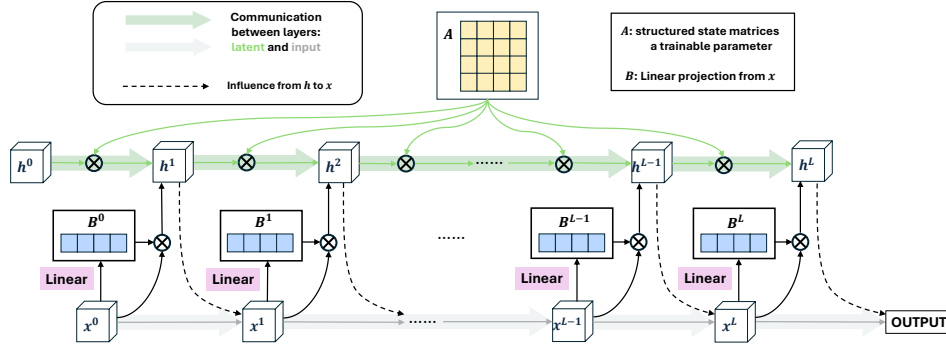 Communication
between layers:
latent and input
Influence from h to x
A
A: structured state matrices
a trainable parameter
B: Linear projection from x
h⁰
h¹
h²
......
hᴸ⁻¹
hᴸ
B⁰
B¹
Bᴸ⁻¹
Bᴸ
......
Linear
Linear
Linear
Linear
x⁰
x¹
......
xᴸ⁻¹
xᴸ
OUTPUT